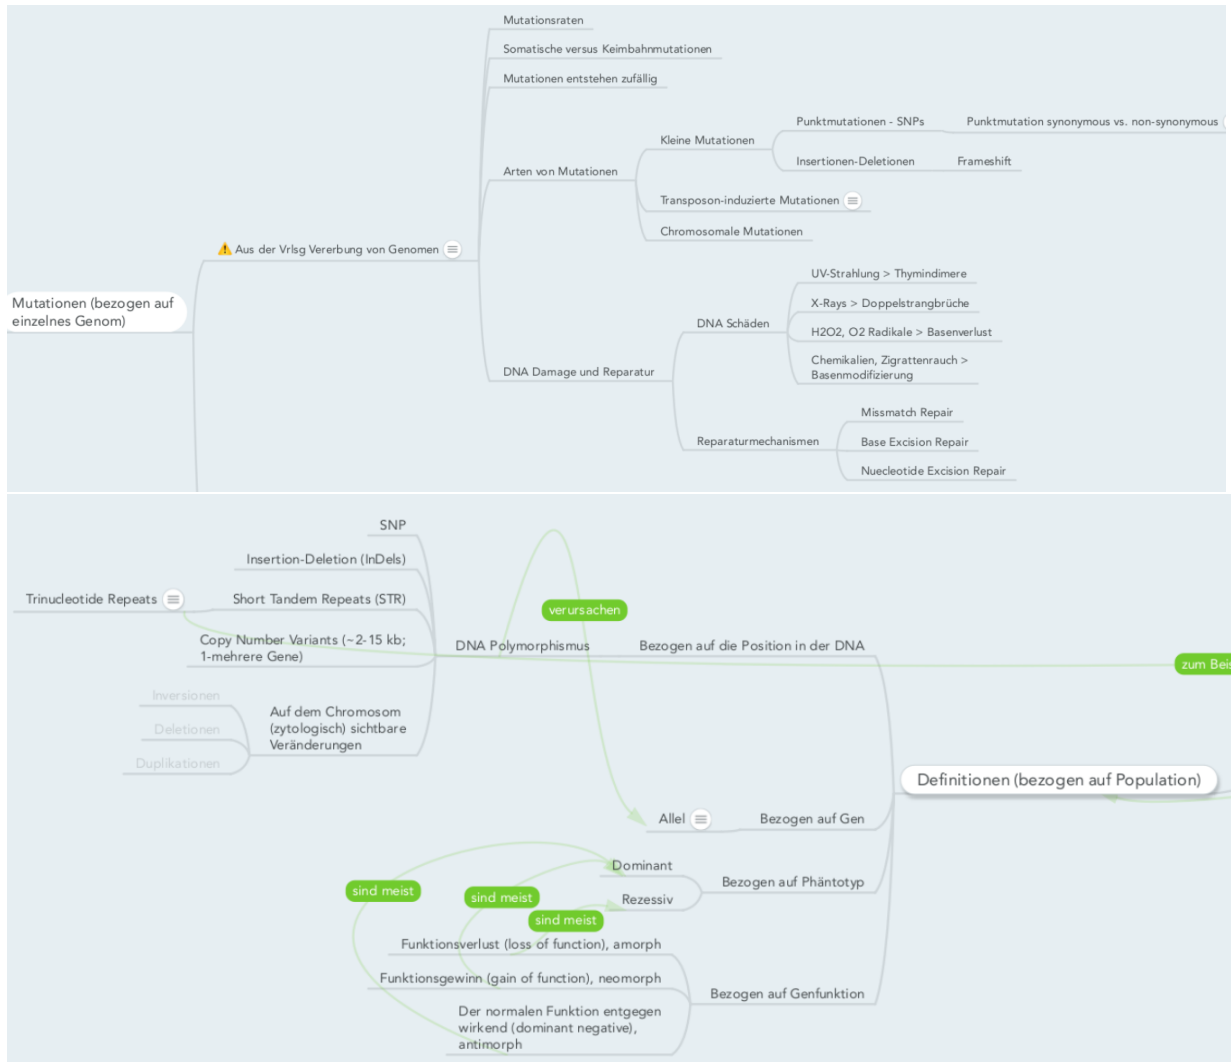 Mutationsraten
Somatische versus Keimbahnmutationen
Mutationen entstehen zufällig
Punktmutationen - SNPs
Punktmutation synonymous vs. non-synonymous
Kleine Mutationen
Insertionen-Deletionen
Frameshift
Arten von Mutationen
Transposon-induzierte Mutationen
Chromosomale Mutationen
Aus der Vrlsg Vererbung von Genomen
Mutationen (bezogen auf
einzelnes Genom)
UV-Strahlung > Thymindimere
X-Rays > Doppelstrangbrüche
DNA Schäden
H2O2, O2 Radikale > Basenverlust
Chemikalien, Zigrattenrauch >
Basenmodifizierung
DNA Damage und Reparatur
Missmatch Repair
Reparaturmechanismen
Base Excision Repair
Nuecleotide Excision Repair
SNP
Insertion-Deletion (InDels)
Trinucleotide Repeats
Short Tandem Repeats (STR)
verursachen
Copy Number Variants (~2-15 kb;
1-mehrere Gene)
DNA Polymorphismus
Bezogen auf die Position in der DNA
zum Beis
Inversionen
Deletionen
Duplikationen
Auf dem Chromosom
(zytologisch) sichtbare
Veränderungen
Definitionen (bezogen auf Population)
Allel
Bezogen auf Gen
Dominant
Bezogen auf Phäntotyp
Rezessiv
sind meist
sind meist
sind meist
Funktionsverlust (loss of function), amorph
Funktionsgewinn (gain of function), neomorph
Bezogen auf Genfunktion
Der normalen Funktion entgegen
wirkend (dominant negative),
antimorph